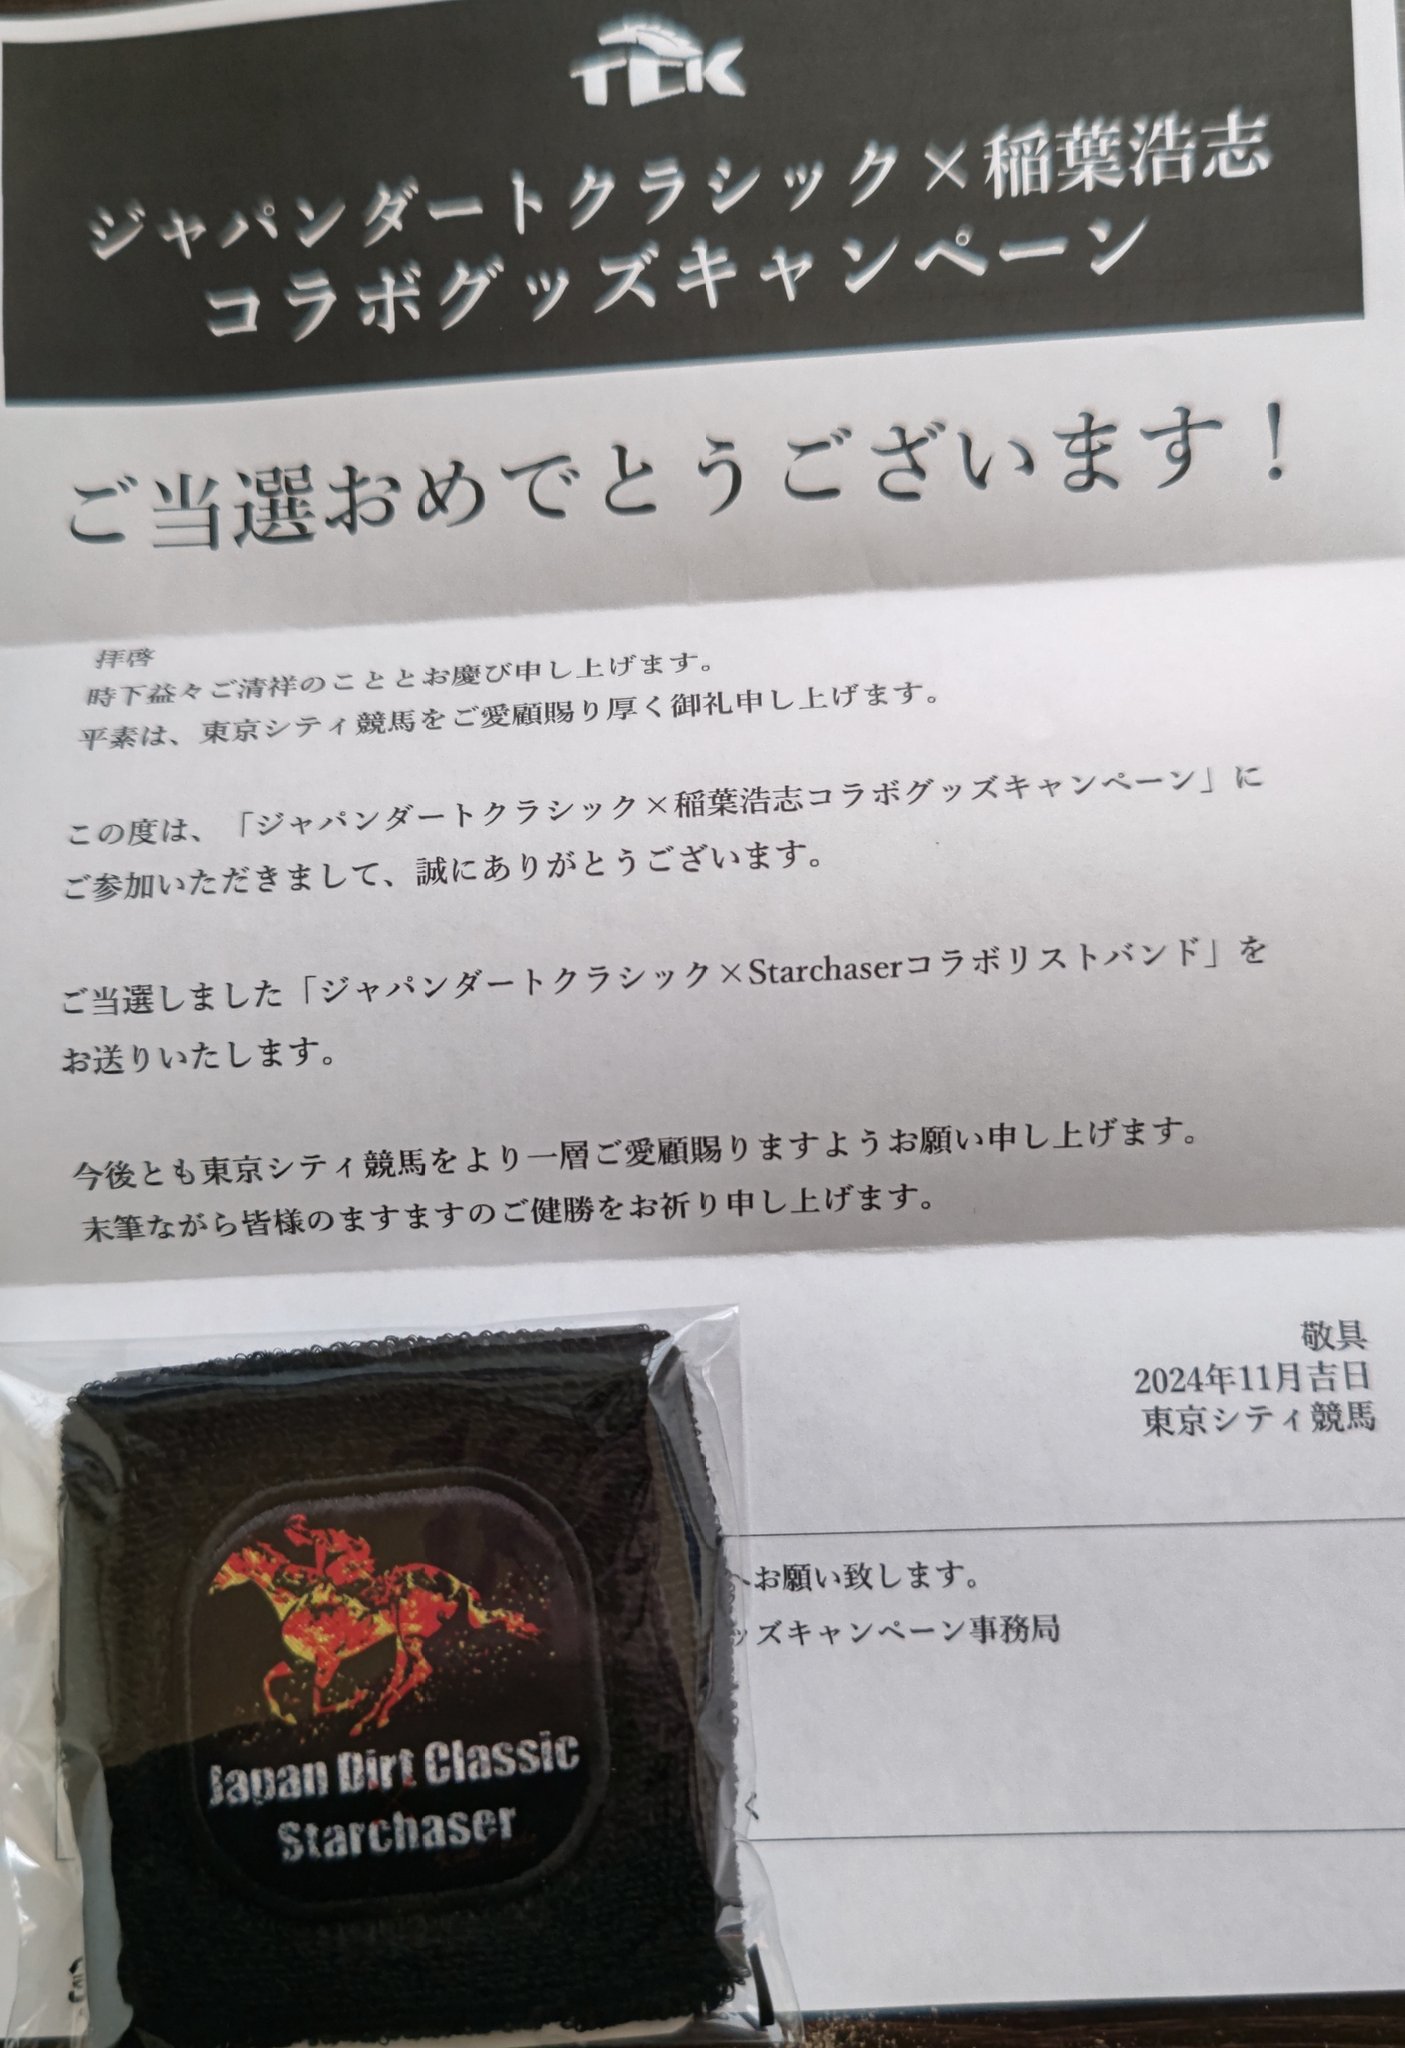 TCK
ジャパンダートクラシック×稲葉浩志
コラボグッズキャンペーン
ご当選おめでとうございます！
拝啓
時下益々ご清祥のこととお慶び申し上げます。
平素は、東京シティ競馬をご愛顧賜り厚く御礼申し上げます。
この度は、「ジャパンダートクラシック×稲葉浩志コラボグッズキャンペーン」に
ご参加いただきまして、誠にありがとうございます。
ご当選しました「ジャパンダートクラシック×Starchaserコラボリストバンド」を
お送りいたします。
今後とも東京シティ競馬をより一層ご愛顧賜りますようお願い申し上げます。
末筆ながら皆様のますますのご健勝をお祈り申し上げます。
敬具
2024年11月吉日
東京シティ競馬
へお願い致します。
ッズキャンペーン事務局
く
Japan Dirt Classic
Starchaser